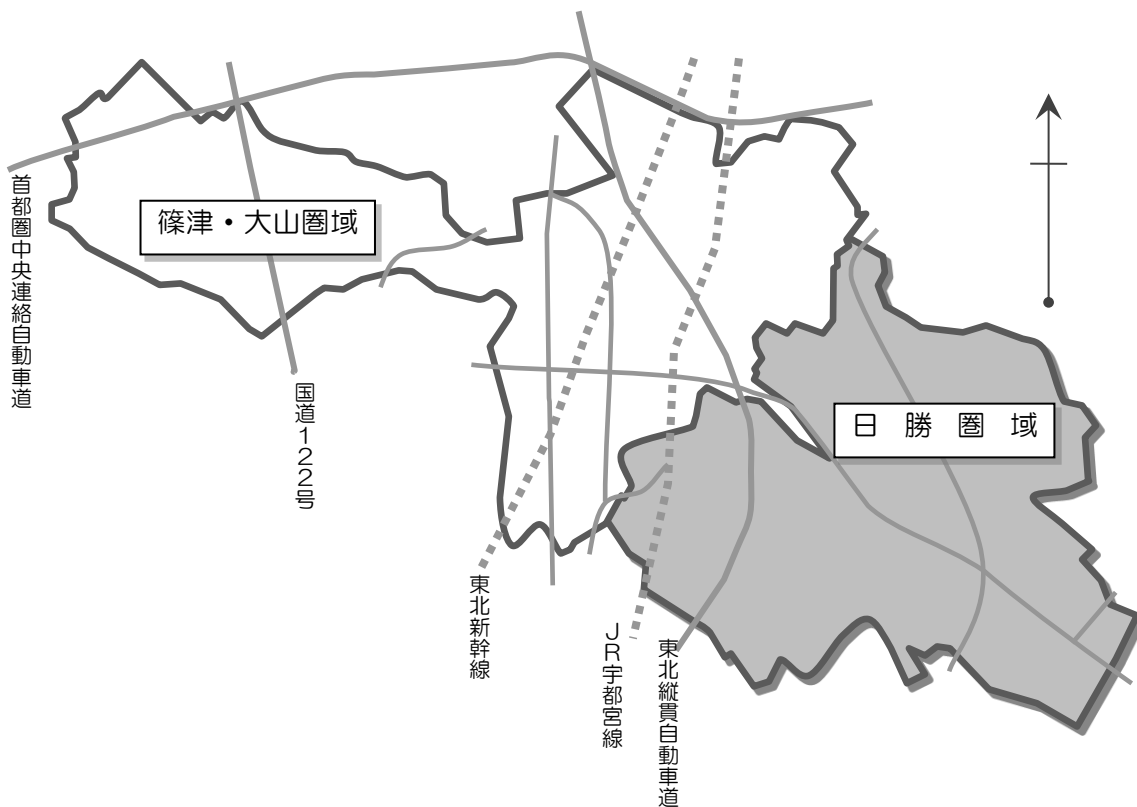 首都圏中央連絡自動車道
篠津・大山圏域
国道122号
日勝圏域
東北新幹線
JR宇都宮線
東北縦貫自動車道